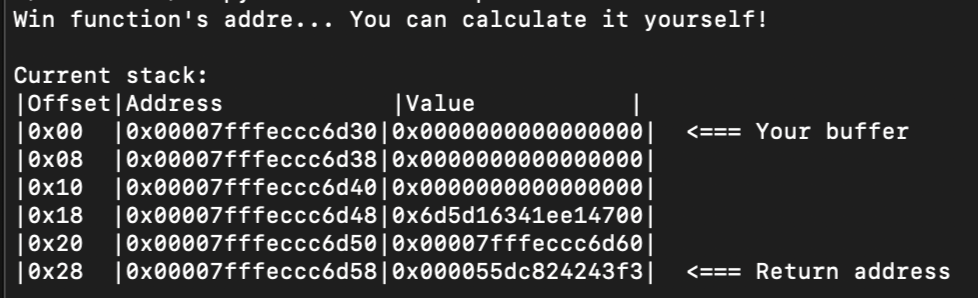 Win function's addre... You can calculate it yourself!
Current stack:
|Offset|Address            |Value              |
|0x00  |0x00007fffeccc6d30|0x0000000000000000|  <=== Your buffer
|0x08  |0x00007fffeccc6d38|0x0000000000000000|
|0x10  |0x00007fffeccc6d40|0x0000000000000000|
|0x18  |0x00007fffeccc6d48|0x6d5d16341ee14700|
|0x20  |0x00007fffeccc6d50|0x00007fffeccc6d60|
|0x28  |0x00007fffeccc6d58|0x000055dc824243f3|  <=== Return address